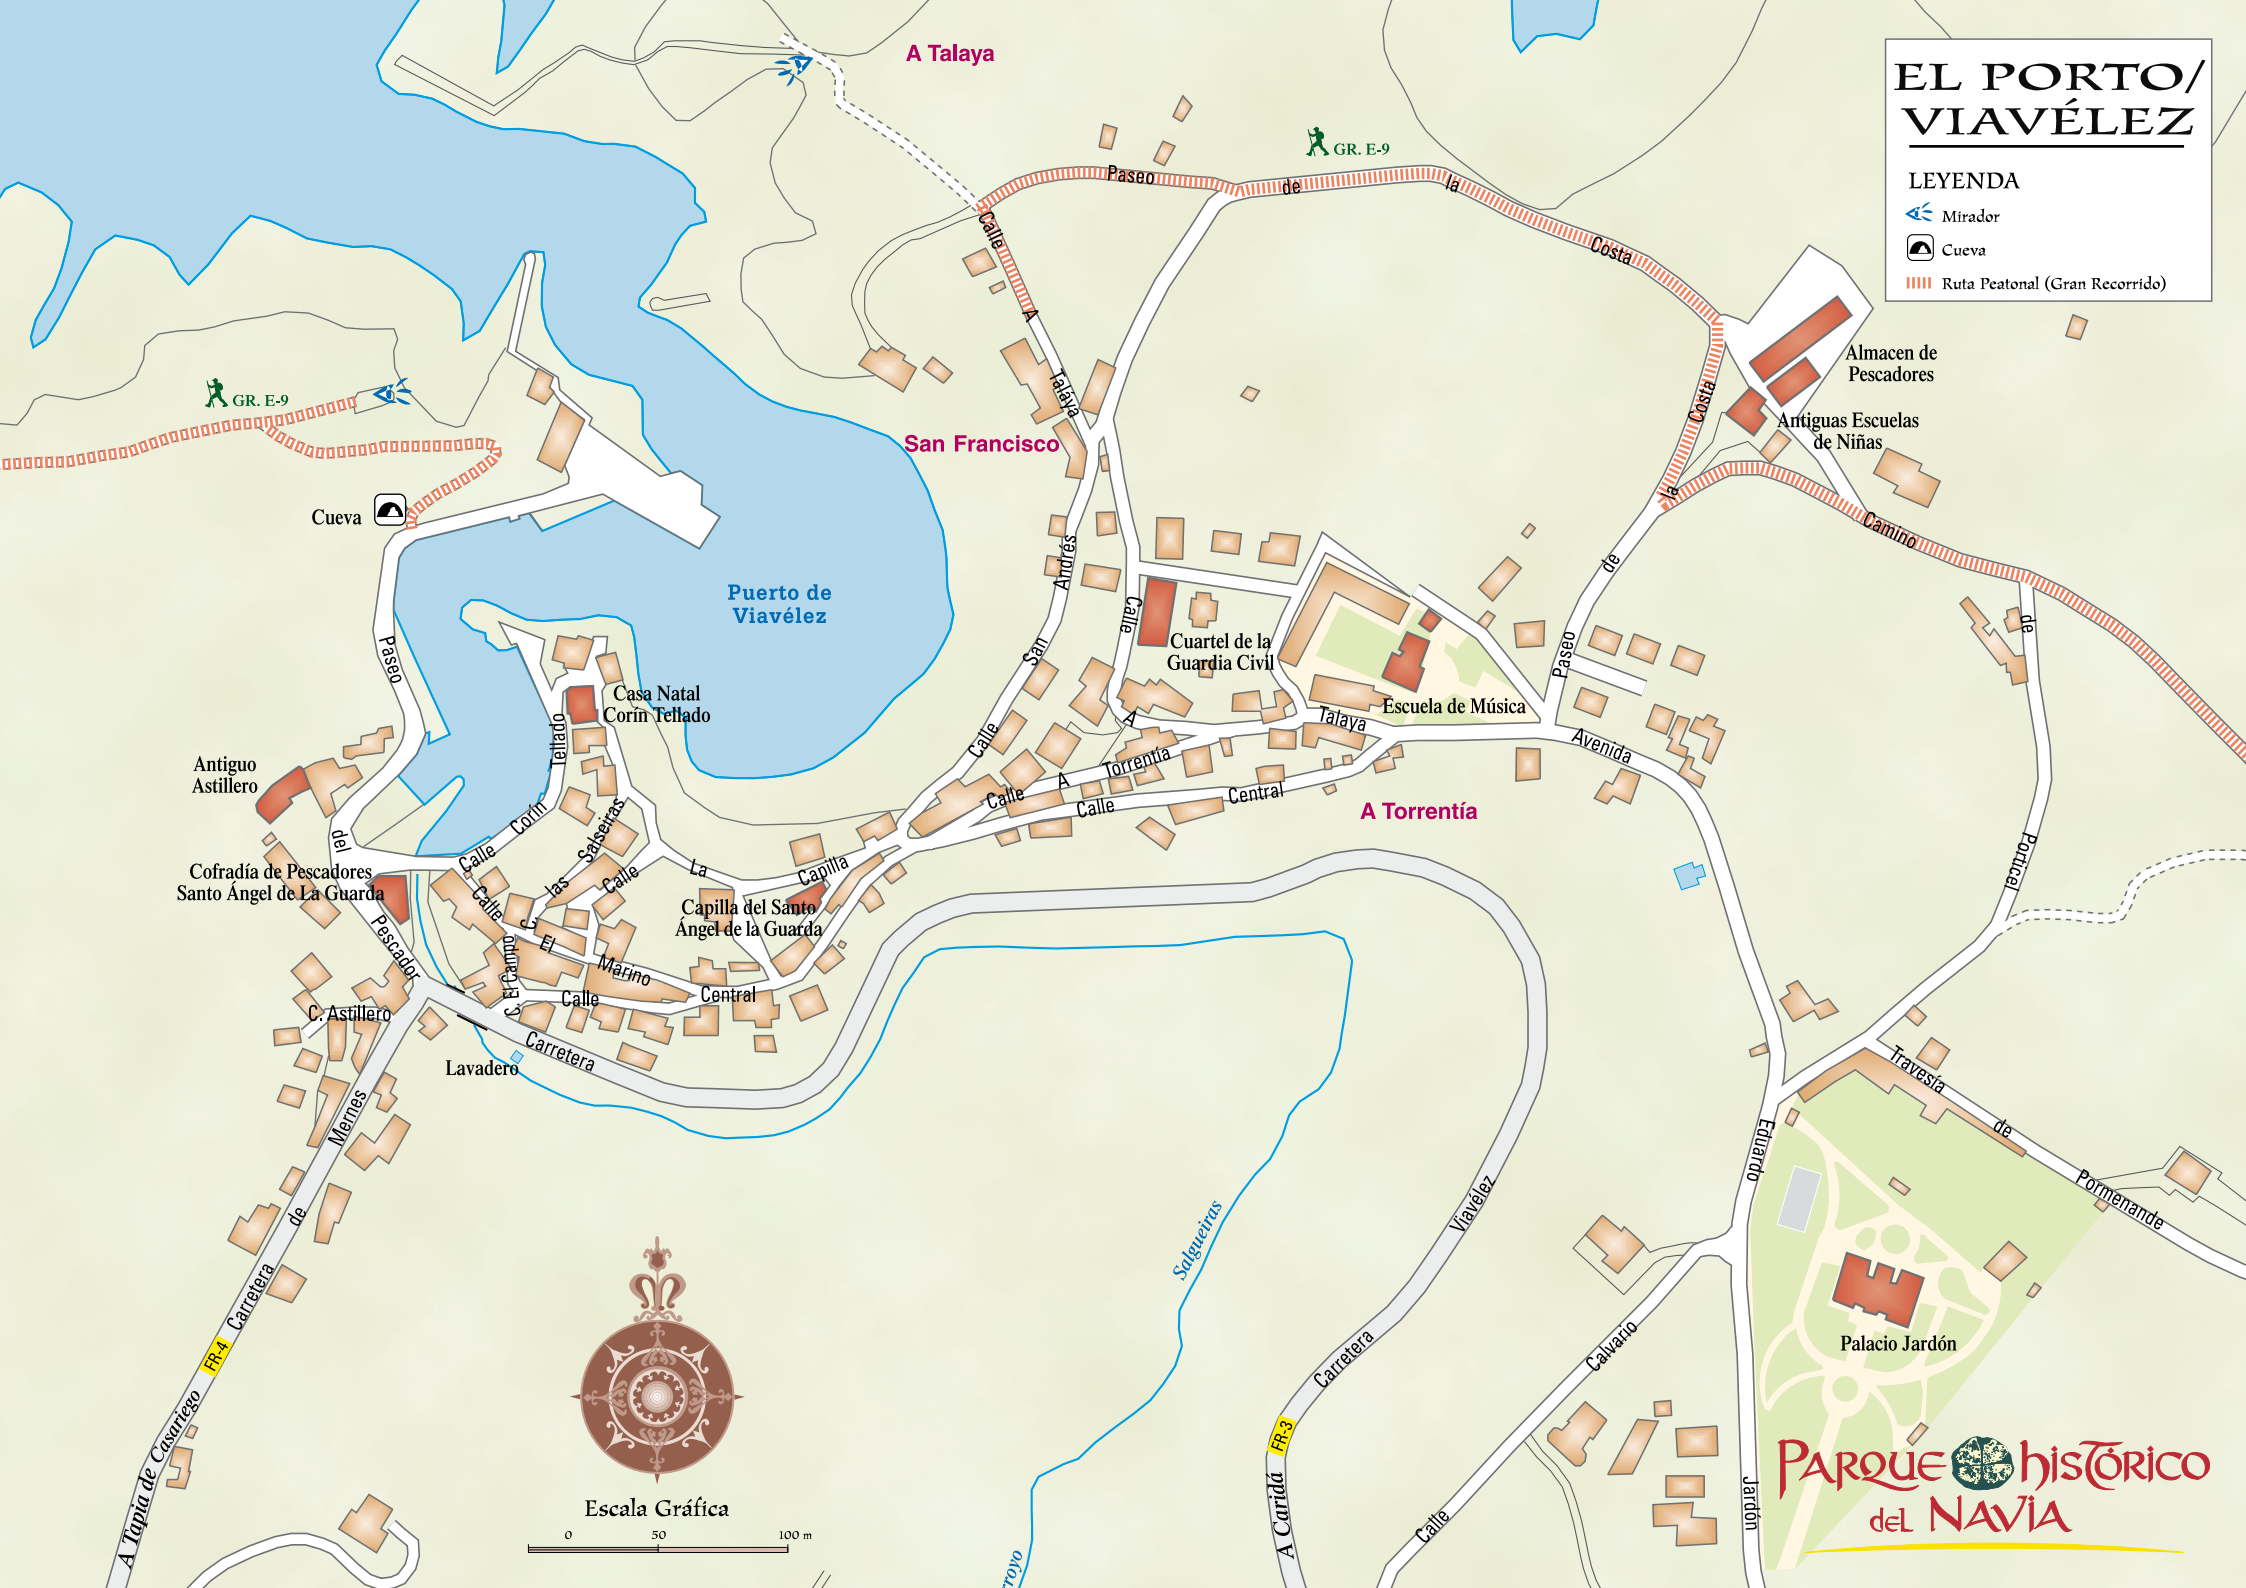 EL PORTO/
VIAVÉLEZ
LEYENDA
Mirador
Cueva
Ruta Peatonal (Gran Recorrido)
A Talaya
GR. E-9
Paseo
de
la
Costa
Calle
A
Talaya
Costa
la
de
Paseo
Almacen de
Pescadores
Antiguas Escuelas
de Niñas
Camino
de
Porticel
GR. E-9
San Francisco
Cueva
Puerto de
Viavélez
Calle
San
Andrés
Calle
A
Talaya
Cuartel de la
Guardia Civil
Escuela de Música
Paseo
del
Pescador
Casa Natal
Corín Tellado
Calle
Corín
Tellado
Antiguo
Astillero
Calle
A
Torrentía
Calle
Central
A Torrentía
Avenida
Eduardo
Jardón
Cofradía de Pescadores
Santo Ángel de La Guarda
C.
las
Salseiras
Calle
La
Capilla
Capilla del Santo
Ángel de la Guarda
Calle
El
Marino
C. El Campo
Calle
Central
C. Astillero
Lavadero
Carretera
Viavélez
Carretera
FR-3
A Caridá
Mernes
de
Carretera
FR-4
A Tapia de Casariego
Salgueiras
Travesía
de
Pormenande
Palacio Jardón
Calvario
Calle
Escala Gráfica
0 50 100 m
PARQUE hISTÓRICO
del NAVIA